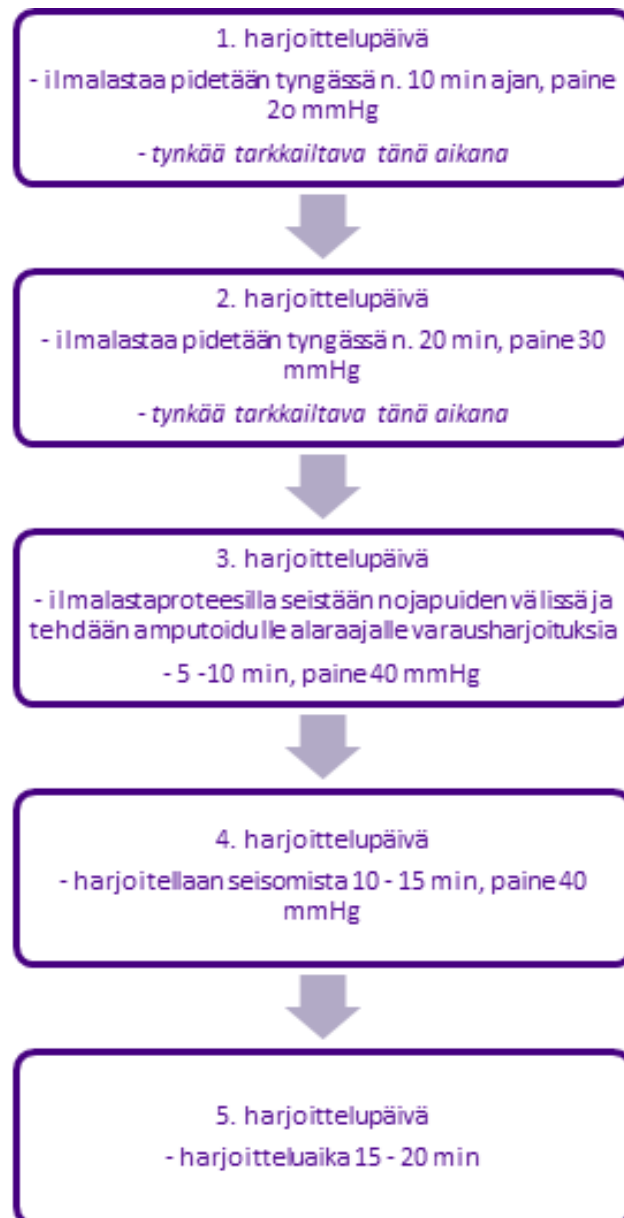 1. harjoittelupäivä
- ilmalastaa pidetään tyngässä n. 10 min ajan, paine
2o mmHg
- tynkää tarkkailtava tänä aikana
2. harjoittelupäivä
- ilmalastaa pidetään tyngässä n. 20 min, paine 30
mmHg
- tynkää tarkkailtava tänä aikana
3. harjoittelupäivä
- ilmalastaproteesilla seistään nojapuiden välissä ja
tehdään amputoidulle alaraajalle varausharjoituksia
- 5 -10 min, paine 40 mmHg
4. harjoittelupäivä
- harjoitellaan seisomista 10 - 15 min, paine 40
mmHg
5. harjoittelupäivä
- harjoitteluaika 15 - 20 min